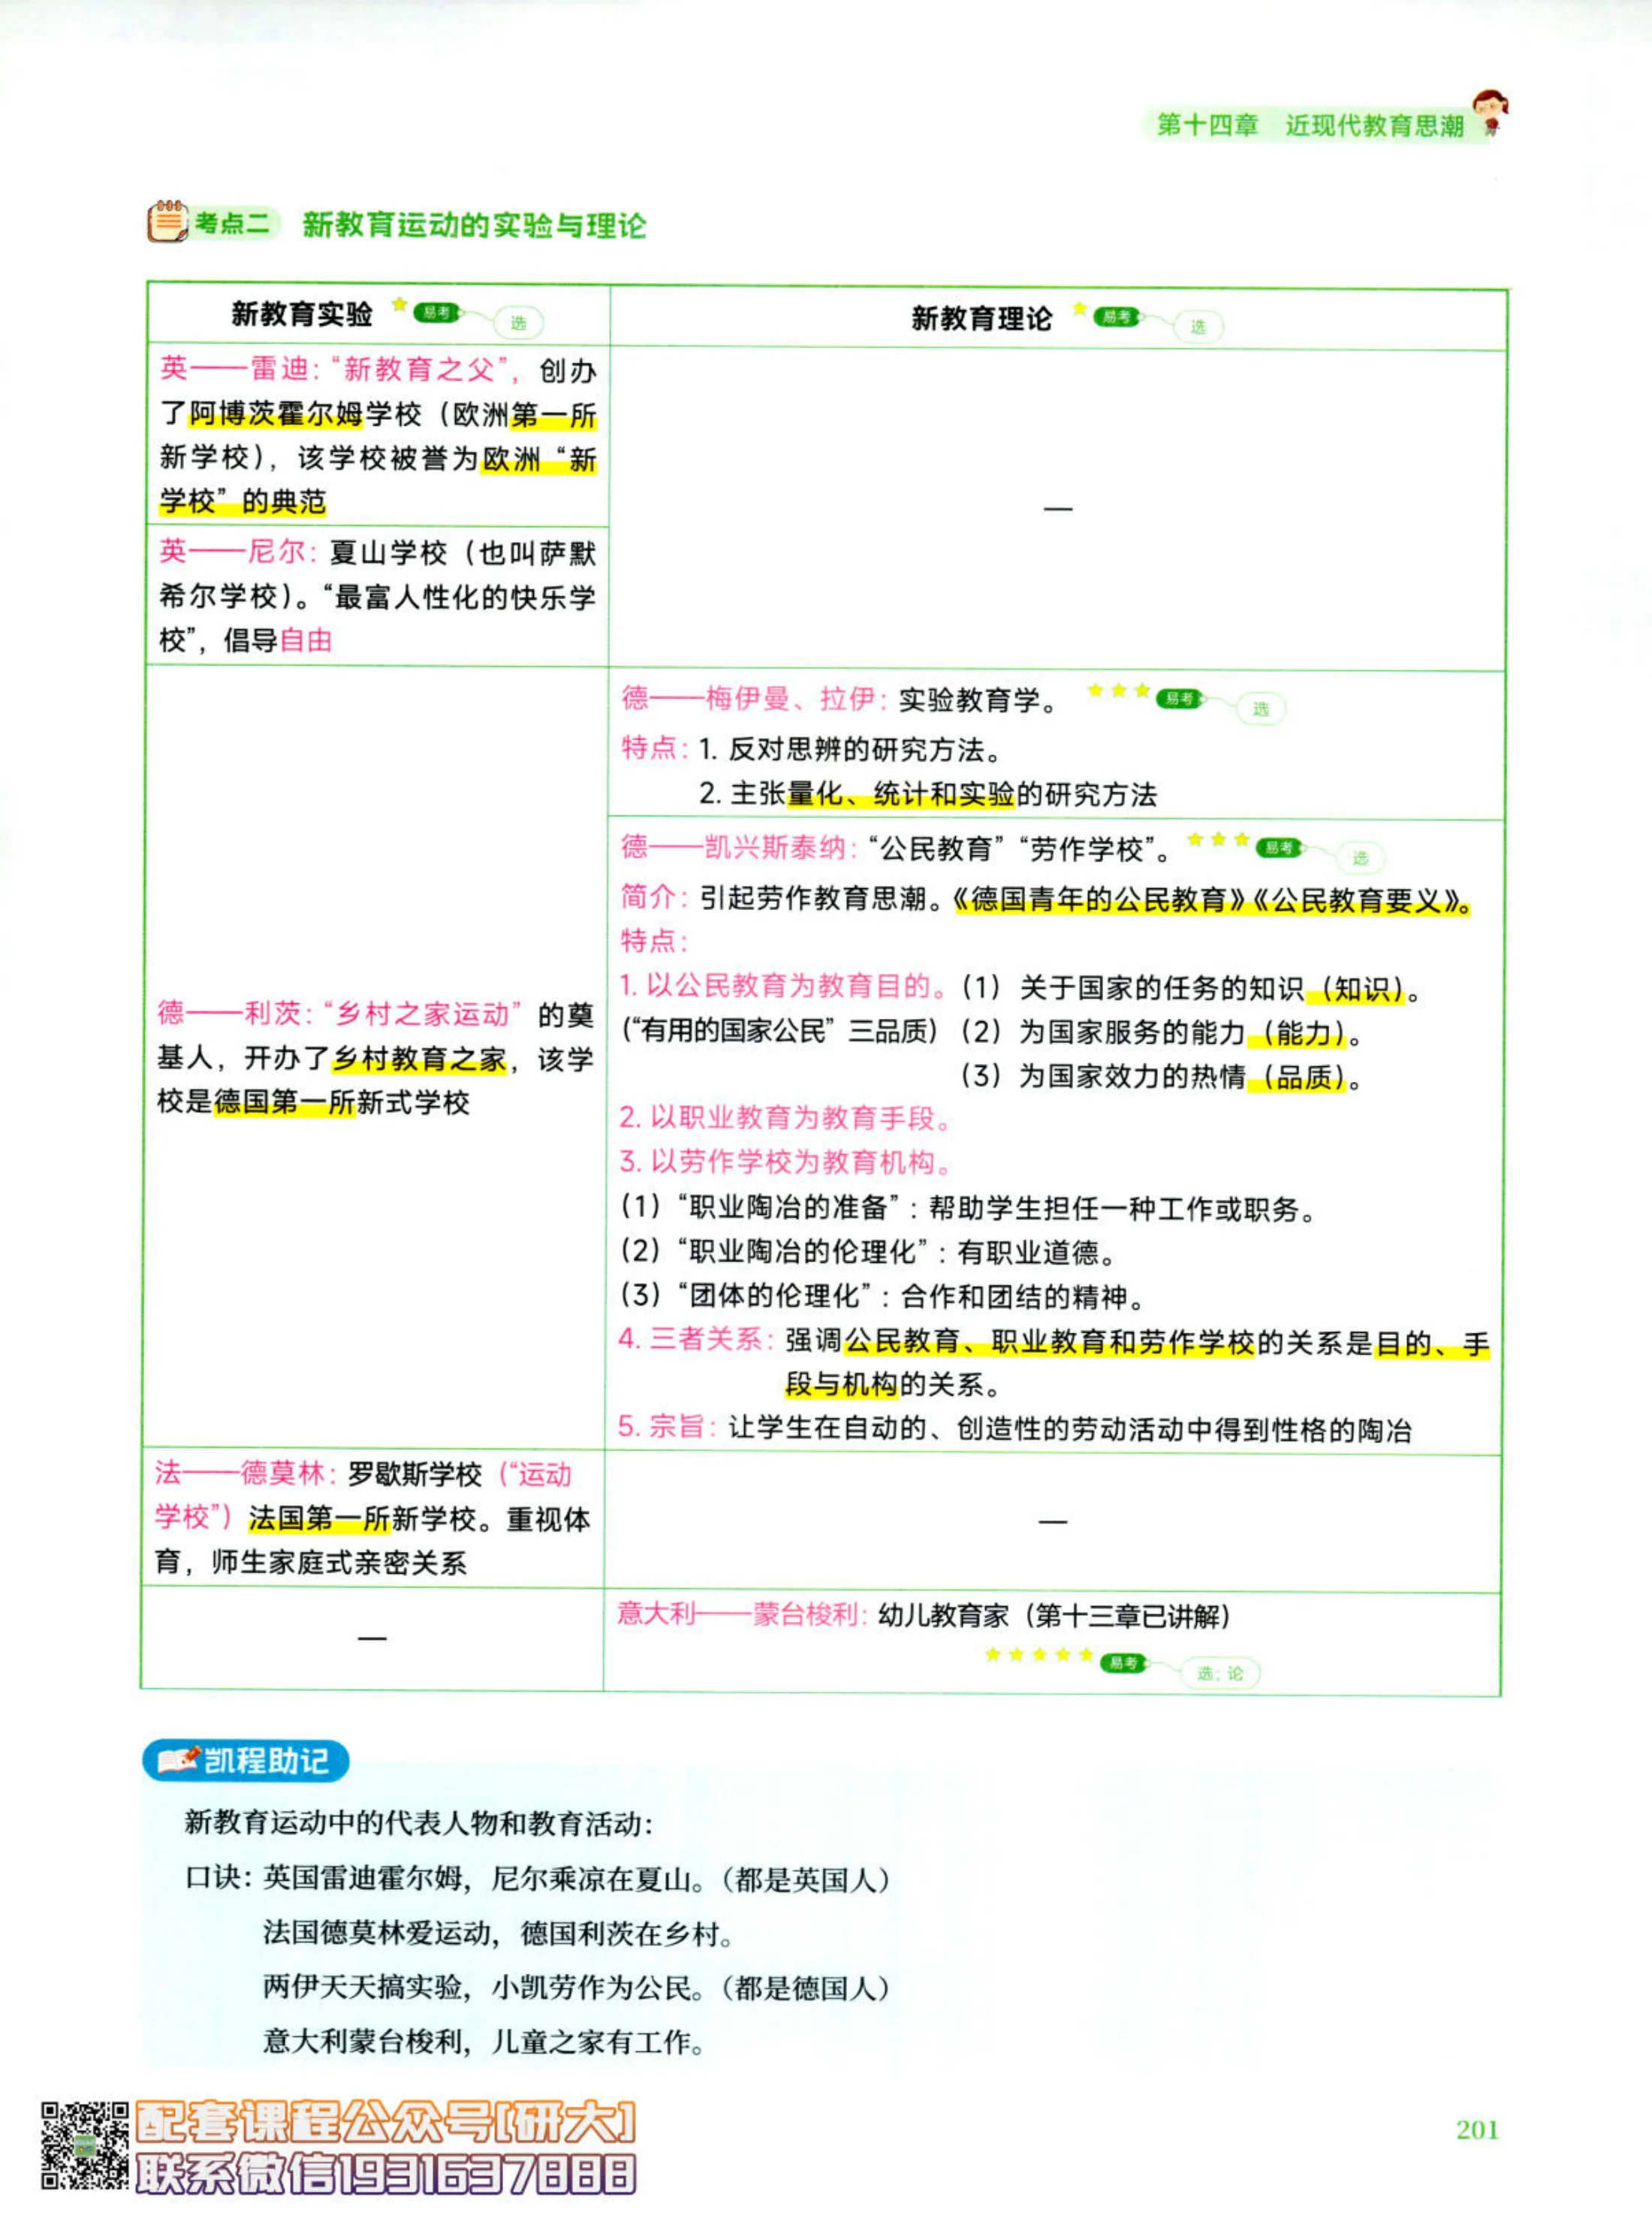 第十四章 近现代教育思潮
考点二 新教育运动的实验与理论
新教育实验 易考 选
新教育理论 易考 选
英——雷迪：“新教育之父”，创办
了阿博茨霍尔姆学校（欧洲第一所
新学校），该学校被誉为欧洲“新
学校”的典范
—
英——尼尔：夏山学校（也叫萨默
希尔学校）。“最富人性化的快乐学
校”，倡导自由
德——利茨：“乡村之家运动”的奠
基人，开办了乡村教育之家，该学
校是德国第一所新式学校
德——梅伊曼、拉伊：实验教育学。 易考 选
特点：1. 反对思辨的研究方法。
2. 主张量化、统计和实验的研究方法
德——凯兴斯泰纳：“公民教育”“劳作学校”。 易考 选
简介：引起劳作教育思潮。《德国青年的公民教育》《公民教育要义》。
特点：
1. 以公民教育为教育目的。（1）关于国家的任务的知识（知识）。
（“有用的国家公民”三品质）（2）为国家服务的能力（能力）。
（3）为国家效力的热情（品质）。
2. 以职业教育为教育手段。
3. 以劳作学校为教育机构。
（1）“职业陶冶的准备”：帮助学生担任一种工作或职务。
（2）“职业陶冶的伦理化”：有职业道德。
（3）“团体的伦理化”：合作和团结的精神。
4. 三者关系：强调公民教育、职业教育和劳作学校的关系是目的、手
段与机构的关系。
5. 宗旨：让学生在自动的、创造性的劳动活动中得到性格的陶冶
法——德莫林：罗歇斯学校（“运动
学校”）法国第一所新学校。重视体
育，师生家庭式亲密关系
—
—
意大利——蒙台梭利：幼儿教育家（第十三章已讲解）
易考 选；论
凯程助记
新教育运动中的代表人物和教育活动：
口诀：英国雷迪霍尔姆，尼尔乘凉在夏山。（都是英国人）
法国德莫林爱运动，德国利茨在乡村。
两伊天天搞实验，小凯劳作为公民。（都是德国人）
意大利蒙台梭利，儿童之家有工作。
配套课程公众号[研大]
联系微信1931637888
201